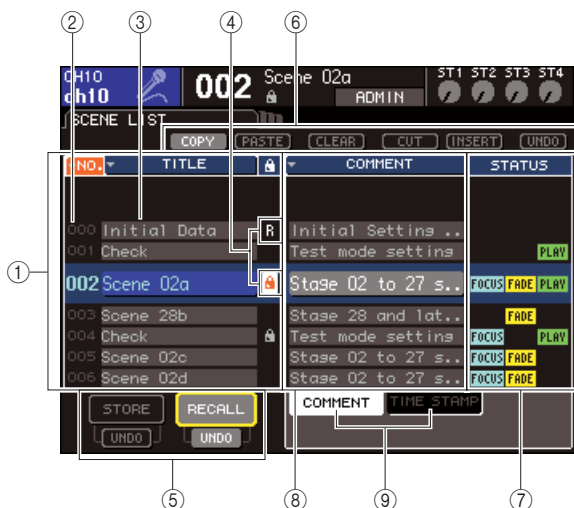 ② ③ ④ ⑥
CH10
ch10
002 Scene 02a
ADMIN
ST1 ST2 ST3 ST4
SCENE LIST
COPY PASTE CLEAR CUT INSERT UNDO
NO. TITLE COMMENT STATUS
000 Initial Data R Initial Setting ..
001 Check Test mode setting PLAY
①
002 Scene 02a Stage 02 to 27 s.. FOCUS FADE PLAY
003 Scene 28b Stage 28 and lat.. FADE
004 Check Test mode setting FOCUS PLAY
005 Scene 02c Stage 02 to 27 s.. FOCUS FADE
006 Scene 02d Stage 02 to 27 s.. FOCUS FADE
STORE RECALL COMMENT TIME STAMP
UNDO UNDO
⑤ ⑧ ⑨ ⑦